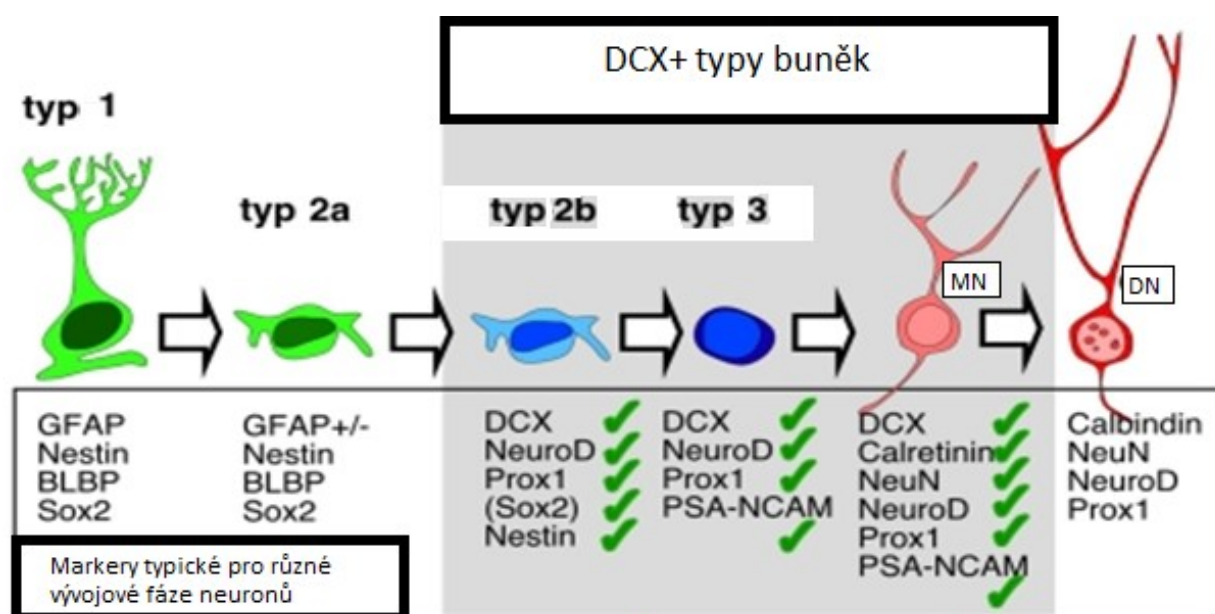 DCX+ typy buněk
typ 1
typ 2a
typ 2b
typ 3
MN
DN
GFAP
Nestin
BLBP
Sox2
GFAP+/-
Nestin
BLBP
Sox2
DCX
NeuroD
Prox1
(Sox2)
Nestin
DCX
NeuroD
Prox1
PSA-NCAM
DCX
Calretinin
NeuN
NeuroD
Prox1
PSA-NCAM
Calbindin
NeuN
NeuroD
Prox1
Markery typické pro různé
vývojové fáze neuronů